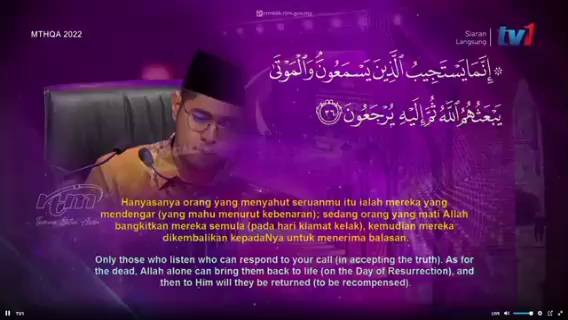 MTHQA 2022
Siaran
Langsung
tv1
۞ إِنَّمَا يَسْتَجِيبُ ٱلَّذِينَ يَسْمَعُونَۘ وَٱلْمَوْتَىٰ
يَبْعَثُهُمُ ٱللَّهُ ثُمَّ إِلَيْهِ يُرْجَعُونَ ٣٦
rtm
Hanyasanya orang yang menyahut seruanmu itu ialah mereka yang
mendengar (yang mahu menurut kebenaran); sedang orang yang mati Allah
bangkitkan mereka semula (pada hari kiamat kelak), kemudian mereka
dikembalikan kepadaNya untuk menerima balasan.
Only those who listen who can respond to your call (in accepting the truth). As for
the dead, Allah alone can bring them back to life (on the Day of Resurrection), and
then to Him will they be returned (to be recompensed).
TV1
LIVE